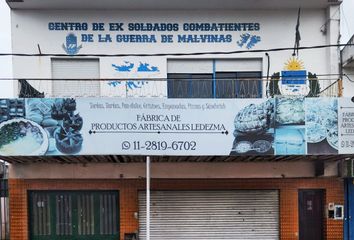 CENTRO DE EX SOLDADOS COMBATIENTES
DE LA GUERRA DE MALVINAS
FÁBRICA DE
PRODUCTOS ARTESANALES LEDEZMA
11-2819-6702